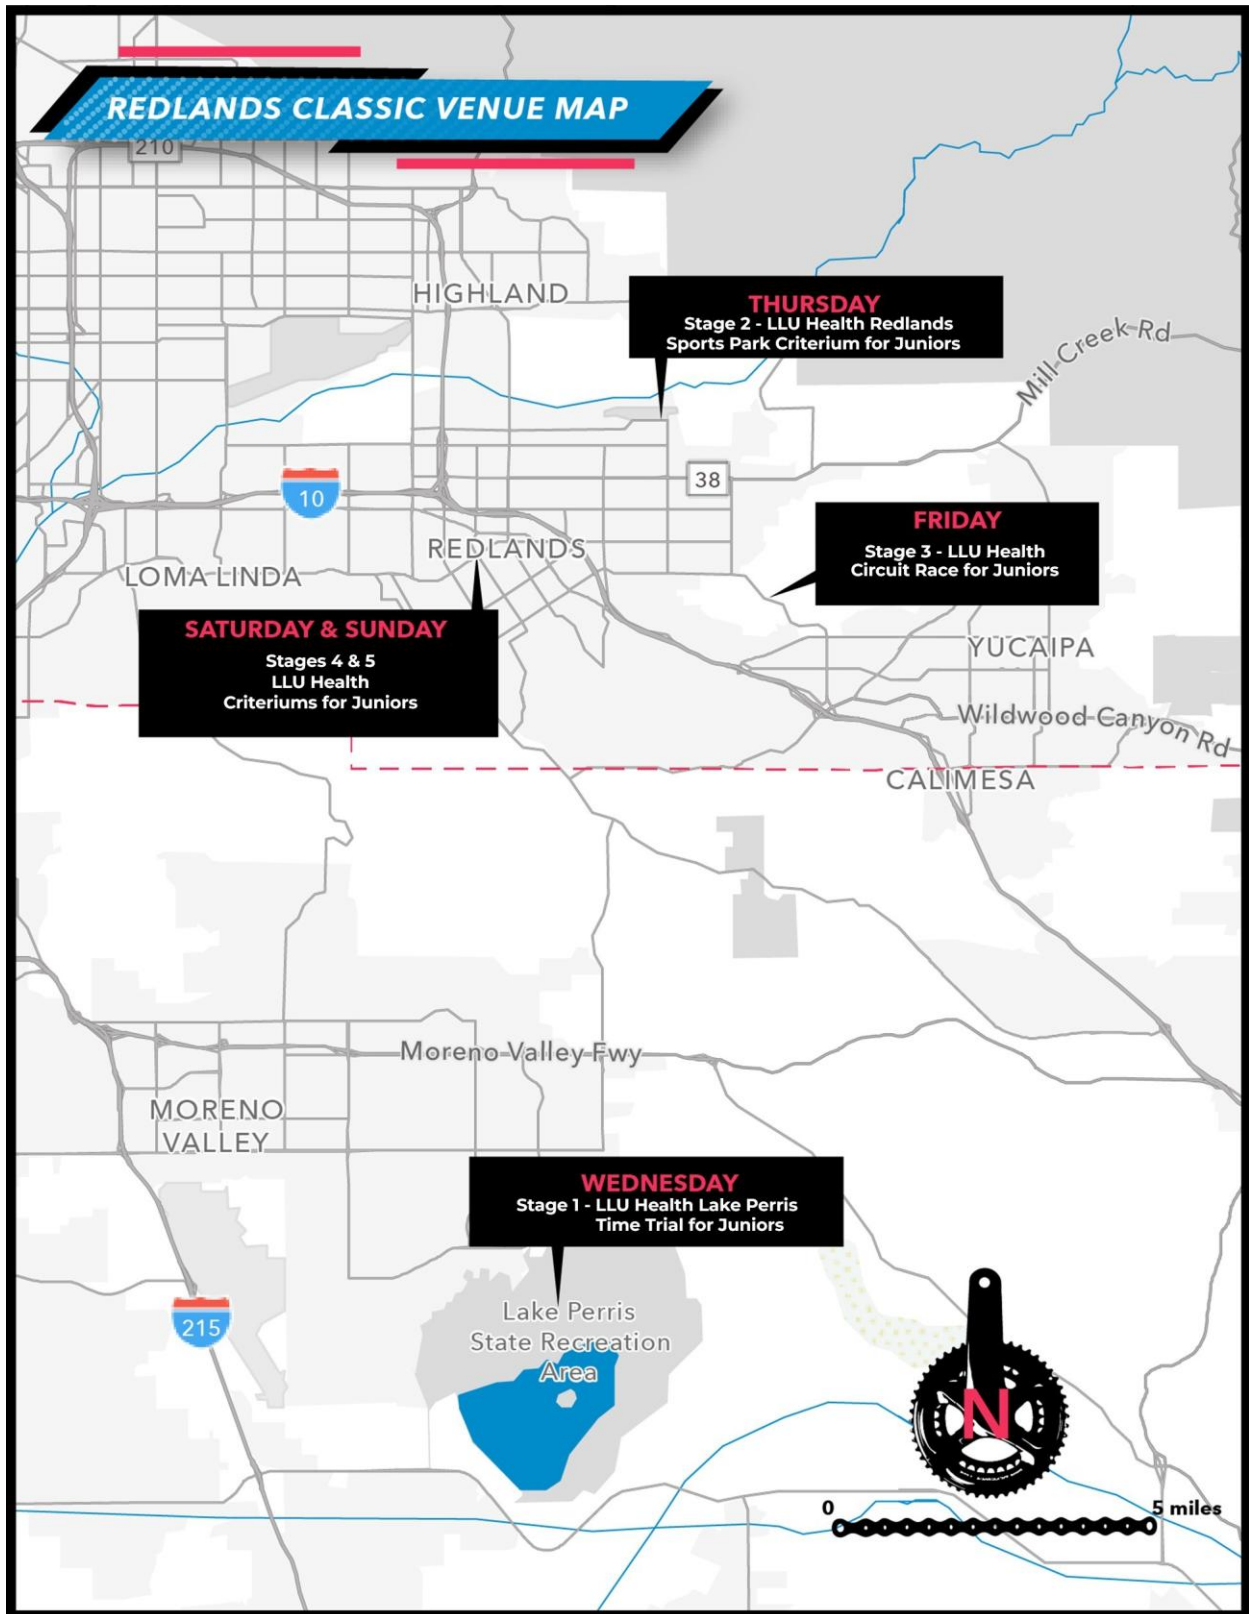 REDLANDS CLASSIC VENUE MAP
210
HIGHLAND
THURSDAY
Stage 2 - LLU Health Redlands
Sports Park Criterium for Juniors
Mill Creek Rd
38
10
FRIDAY
Stage 3 - LLU Health
Circuit Race for Juniors
REDLANDS
LOMA LINDA
SATURDAY & SUNDAY
Stages 4 & 5
LLU Health
Criteriums for Juniors
YUCAIPA
Wildwood Canyon Rd
CALIMESA
Moreno Valley Fwy
MORENO
VALLEY
WEDNESDAY
Stage 1 - LLU Health Lake Perris
Time Trial for Juniors
215
Lake Perris
State Recreation
Area
N
0
5 miles